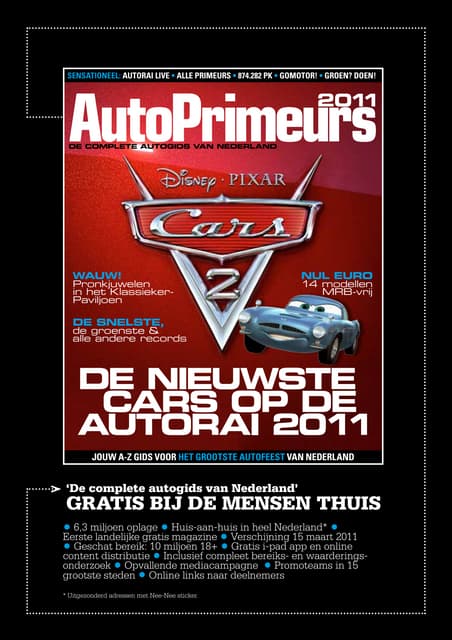 SENSATIONEEL: AUTORAI LIVE • ALLE PRIMEURS • 874.282 PK • GOMOTOR! • GROEN? DOEN!
2011
AutoPrimeurs
DE COMPLETE AUTOGIDS VAN NEDERLAND
DISNEY · PIXAR
Cars
2
WAUW!
Pronkjuwelen
in het Klassieker-
Paviljoen
NUL EURO
14 modellen
MRB-vrij
DE SNELSTE,
de groenste &
alle andere records
DE NIEUWSTE
CARS OP DE
AUTORAI 2011
JOUW A-Z GIDS VOOR HET GROOTSTE AUTOFEEST VAN NEDERLAND
'De complete autogids van Nederland'
GRATIS BIJ DE MENSEN THUIS
• 6,3 miljoen oplage • Huis-aan-huis in heel Nederland* •
Eerste landelijke gratis magazine • Verschijning 15 maart 2011
• Geschat bereik: 10 miljoen 18+ • Gratis i-pad app en online
content distributie • Inclusief compleet bereiks- en waarderings-
onderzoek • Opvallende mediacampagne • Promoteams in 15
grootste steden • Online links naar deelnemers
* Uitgezonderd adressen met Nee-Nee sticker